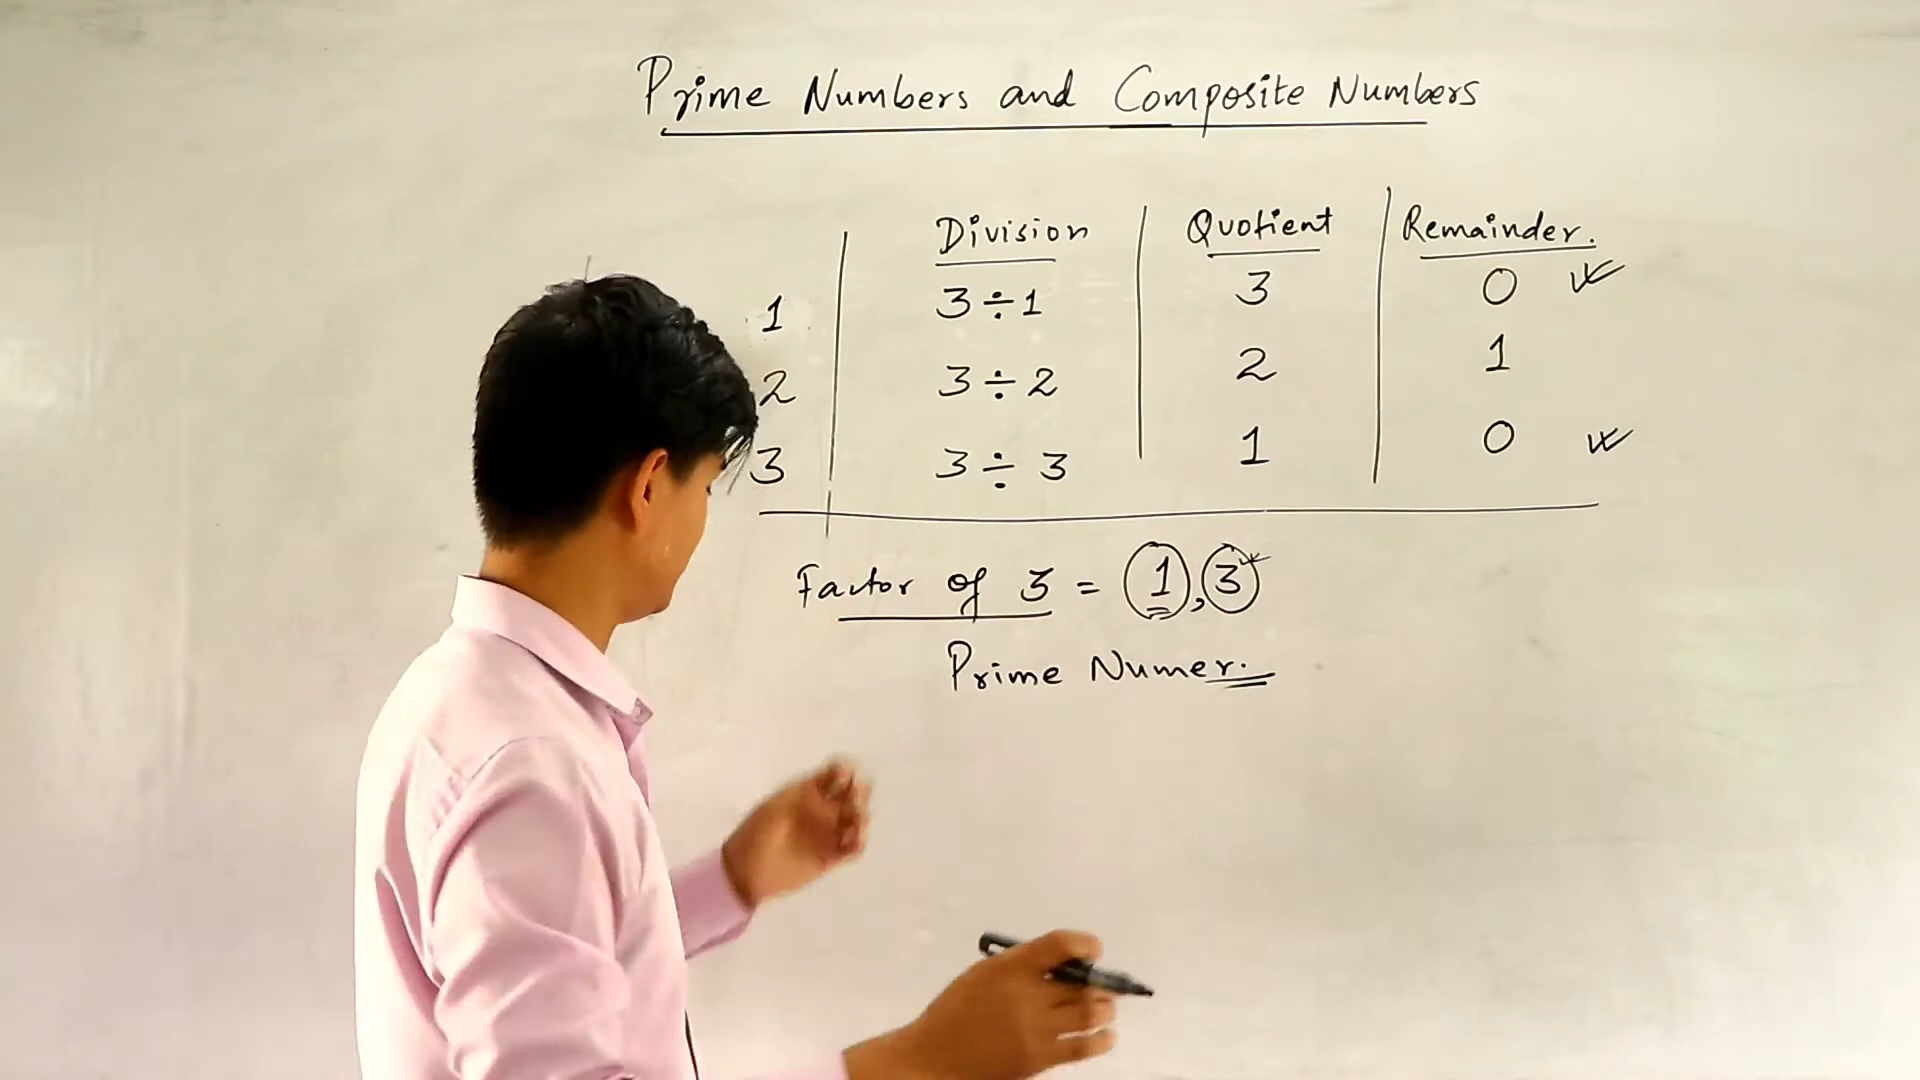 Prime Numbers and Composite Numbers
Division Quotient Remainder.
1 3÷1 3 0
2 3÷2 2 1
3 3÷3 1 0
Factor of 3 = 1, 3
Prime Numer.